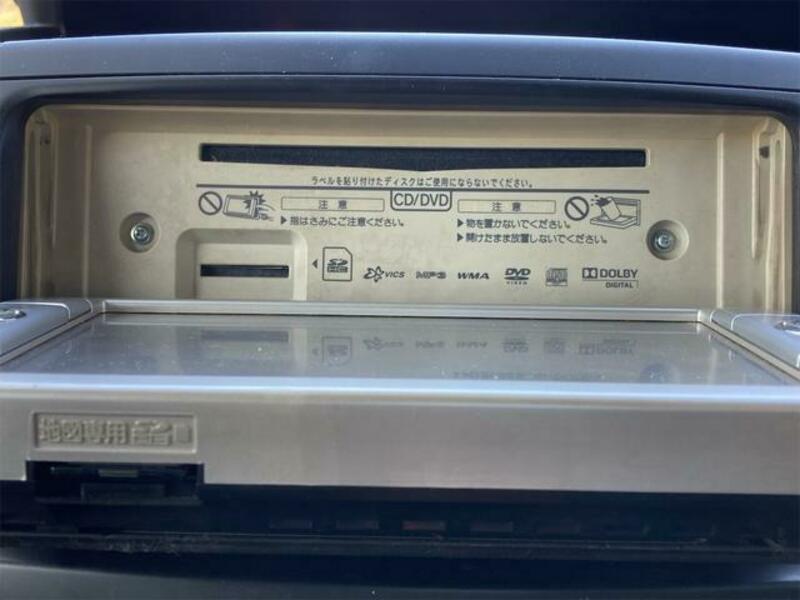 ラベルを貼り付けたディスクはご使用にならないでください。
注意 CD/DVD 注意
▶指はさみにご注意ください。
▶物を置かないでください。
▶開けたまま放置しないでください。
SD HC VICS MP3 WMA DVD VIDEO DOLBY DIGITAL
地図専用